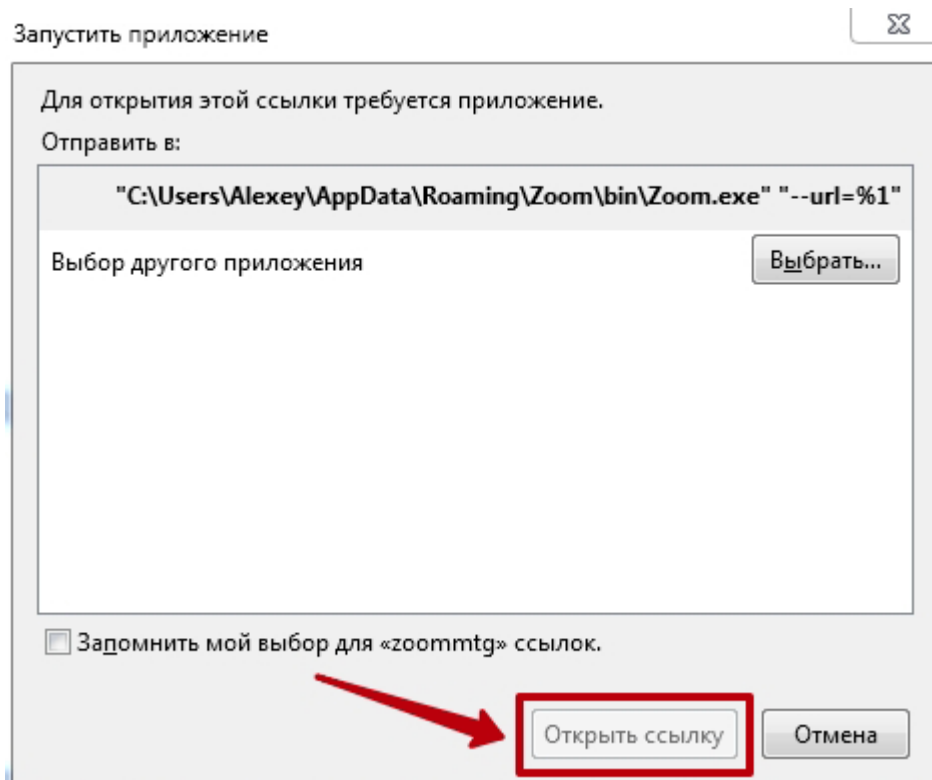 Запустить приложение
Для открытия этой ссылки требуется приложение.
Отправить в:
"C:\Users\Alexey\AppData\Roaming\Zoom\bin\Zoom.exe" "--url=%1"
Выбор другого приложения
Выбрать...
Запомнить мой выбор для «zoommtg» ссылок.
Открыть ссылку
Отмена